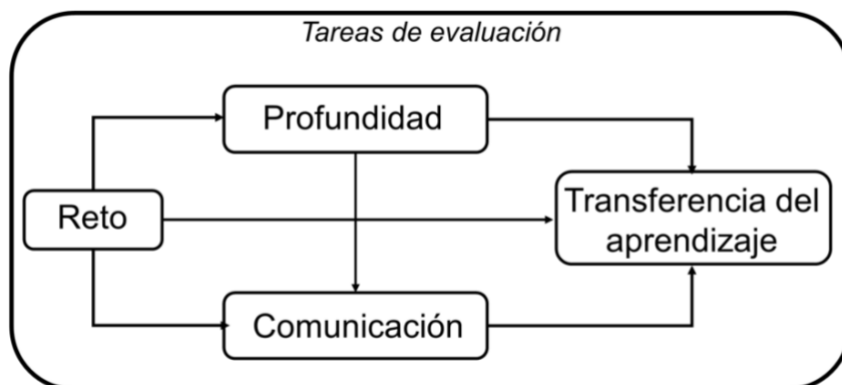 Tareas de evaluación
Profundidad
Reto
Transferencia del
aprendizaje
Comunicación